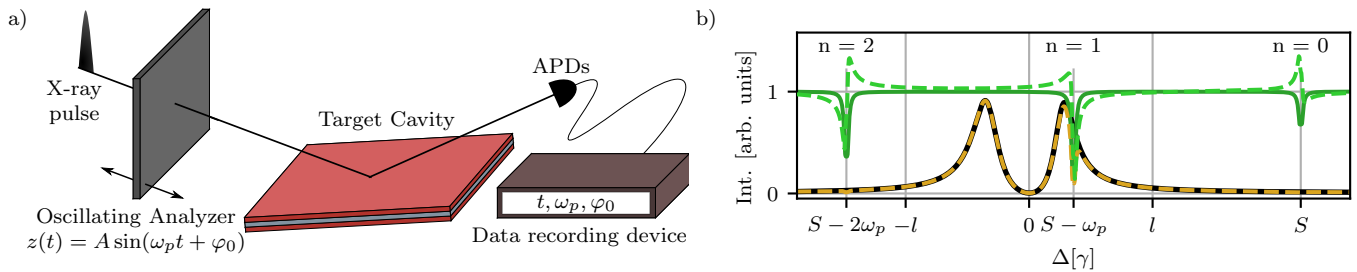 a)
X-ray
pulse
Target Cavity
APDs
Oscillating Analyzer
z(t) = A sin(ω_p t + φ_0)
t, ω_p, φ_0
Data recording device
b)
Int. [arb. units]
1
0
n = 2
n = 1
n = 0
S − 2ω_p
−l
0
S − ω_p
l
S
Δ[γ]